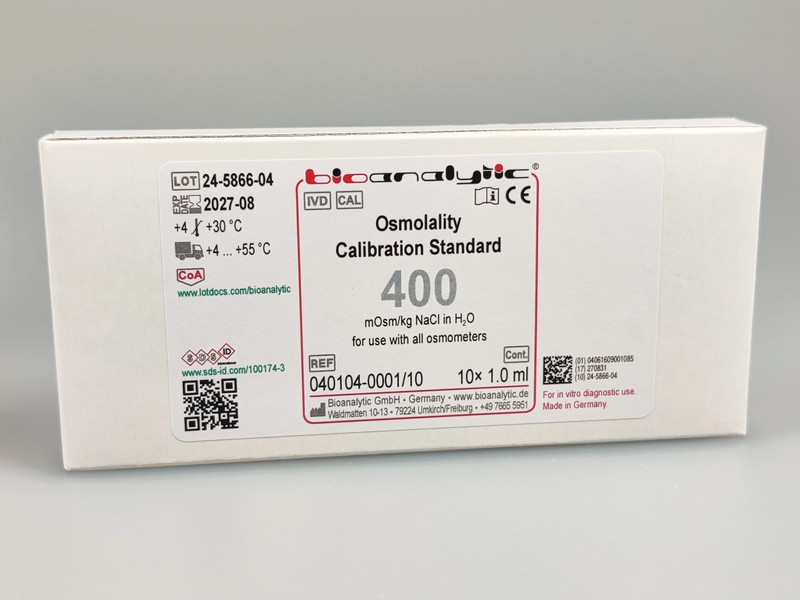 LOT 24-5866-04
EXP DATE 2027-08
+4 +30 °C
+4 ... +55 °C
CoA
www.lotdocs.com/bioanalytic
SDS ID
www.sds-id.com/100174-3
bioanalytic®
IVD CAL i CE
Osmolality
Calibration Standard
400
mOsm/kg NaCl in H₂O
for use with all osmometers
REF Cont.
040104-0001/10 10× 1.0 ml
Bioanalytic GmbH • Germany • www.bioanalytic.de
Waldmatten 10-13 • 79224 Umkirch/Freiburg • +49 7665 5951
(01) 04061609001085
(17) 270831
(10) 24-5866-04
For in vitro diagnostic use.
Made in Germany.